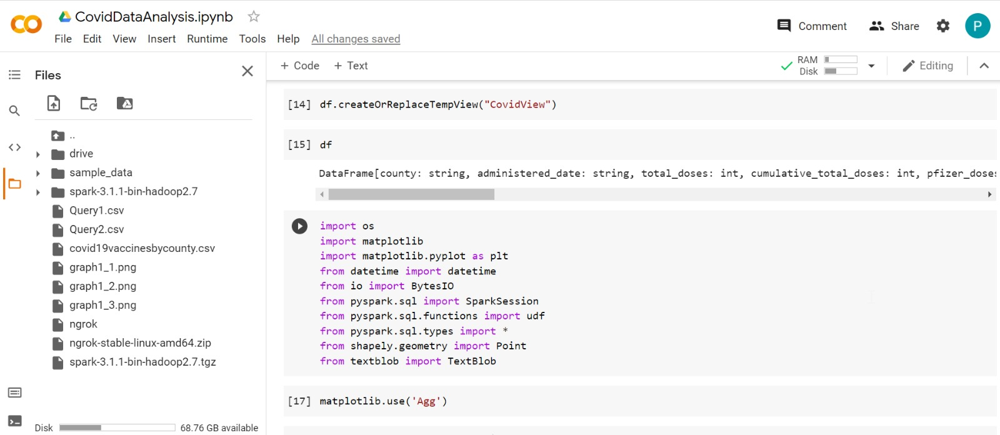 CovidDataAnalysis.ipynb
File Edit View Insert Runtime Tools Help All changes saved
Comment
Share
P
Files
+ Code + Text
RAM
Disk
Editing
..
drive
sample_data
spark-3.1.1-bin-hadoop2.7
Query1.csv
Query2.csv
covid19vaccinesbycounty.csv
graph1_1.png
graph1_2.png
graph1_3.png
ngrok
ngrok-stable-linux-amd64.zip
spark-3.1.1-bin-hadoop2.7.tgz
Disk 68.76 GB available
[14] df.createOrReplaceTempView("CovidView")
[15] df
DataFrame[county: string, administered_date: string, total_doses: int, cumulative_total_doses: int, pfizer_doses
import os
import matplotlib
import matplotlib.pyplot as plt
from datetime import datetime
from io import BytesIO
from pyspark.sql import SparkSession
from pyspark.sql.functions import udf
from pyspark.sql.types import *
from shapely.geometry import Point
from textblob import TextBlob
[17] matplotlib.use('Agg')